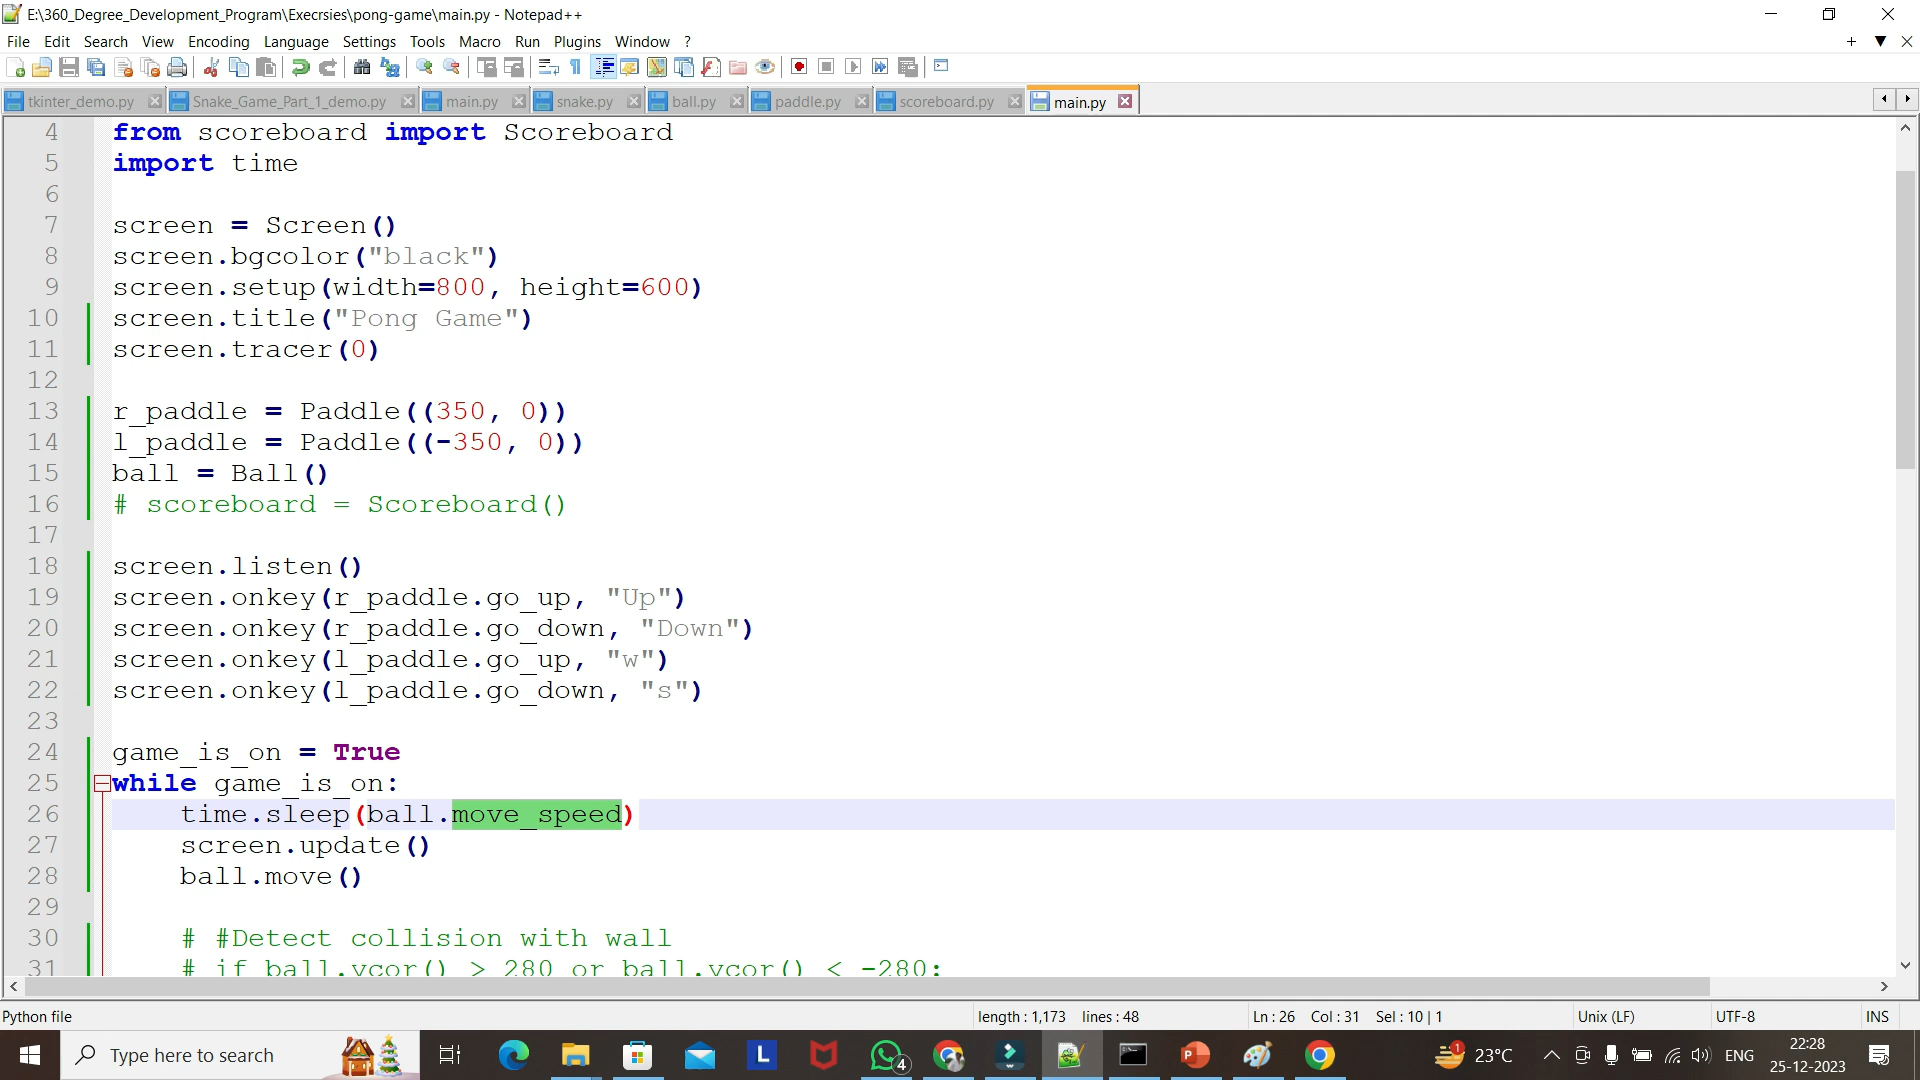 E:\360_Degree_Development_Program\Execrsies\pong-game\main.py - Notepad++
File Edit Search View Encoding Language Settings Tools Macro Run Plugins Window ?
tkinter_demo.py Snake_Game_Part_1_demo.py main.py snake.py ball.py paddle.py scoreboard.py main.py
4 from scoreboard import Scoreboard
5 import time
6
7 screen = Screen()
8 screen.bgcolor("black")
9 screen.setup(width=800, height=600)
10 screen.title("Pong Game")
11 screen.tracer(0)
12
13 r_paddle = Paddle((350, 0))
14 l_paddle = Paddle((-350, 0))
15 ball = Ball()
16 # scoreboard = Scoreboard()
17
18 screen.listen()
19 screen.onkey(r_paddle.go_up, "Up")
20 screen.onkey(r_paddle.go_down, "Down")
21 screen.onkey(l_paddle.go_up, "w")
22 screen.onkey(l_paddle.go_down, "s")
23
24 game_is_on = True
25 while game_is_on:
26 time.sleep(ball.move_speed)
27 screen.update()
28 ball.move()
29
30 # #Detect collision with wall
31 # if ball.ycor() > 280 or ball.ycor() < -280:
Python file length : 1,173 lines : 48 Ln : 26 Col : 31 Sel : 10 | 1 Unix (LF) UTF-8 INS
Type here to search 4 23°C ENG 22:28
25-12-2023